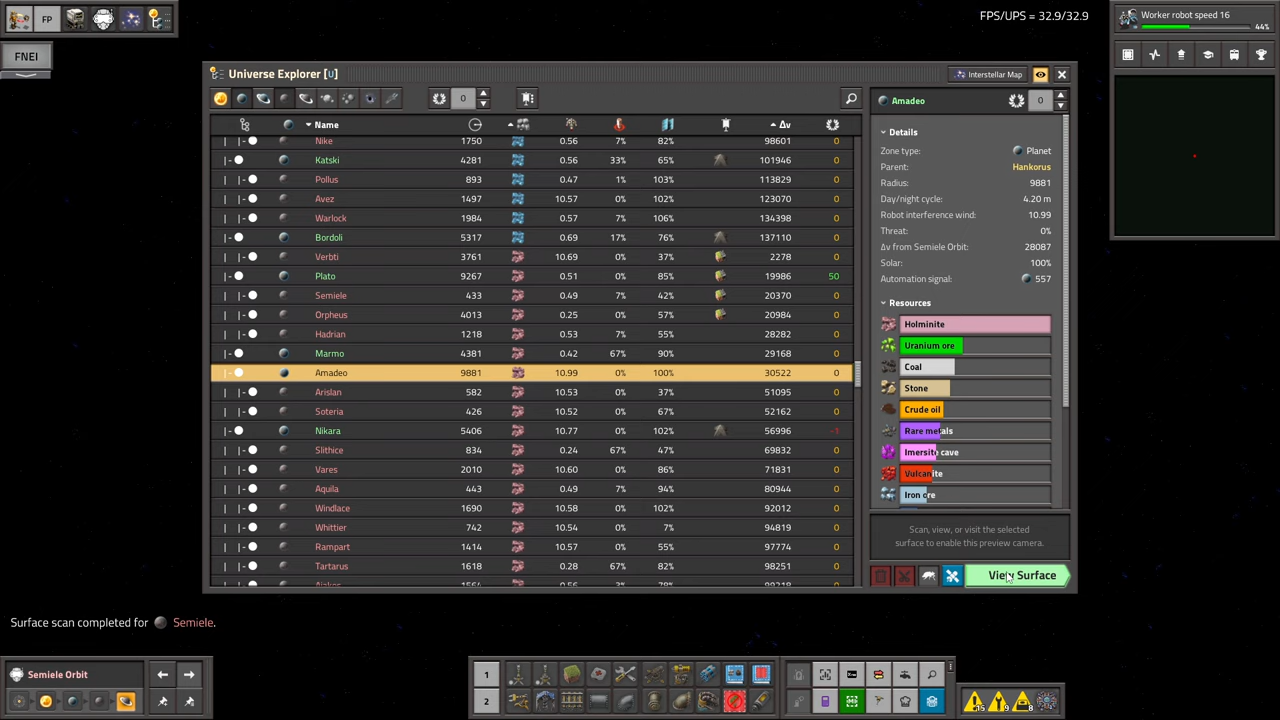 FP
FPS/UPS = 32.9/32.9
Worker robot speed 16
44%
FNEI
Universe Explorer [U]
Interstellar Map
0
Amadeo
0
Name
Δv
Nike 1750 0.56 7% 82% 98601 0
Katski 4281 0.56 33% 65% 101946 0
Pollus 893 0.47 1% 103% 113829 0
Avez 1497 10.57 0% 102% 123070 0
Warlock 1984 0.57 7% 106% 134398 0
Bordoli 5317 0.69 17% 76% 137110 0
Verbti 3761 10.69 0% 37% 2278 0
Plato 9267 0.51 0% 85% 19986 50
Semiele 433 0.49 7% 42% 20370 0
Orpheus 4013 0.25 0% 57% 20984 0
Hadrian 1218 0.53 7% 55% 28282 0
Marmo 4381 0.42 67% 90% 29168 0
Amadeo 9881 10.99 0% 100% 30522 0
Arislan 582 10.53 0% 37% 51095 0
Soteria 426 10.52 0% 67% 52162 0
Nikara 5406 10.77 0% 102% 56996 -1
Slithice 834 0.24 67% 47% 69832 0
Vares 2010 10.60 0% 86% 71831 0
Aquila 443 0.49 7% 94% 80944 0
Windlace 1690 10.58 0% 102% 92012 0
Whittier 742 10.54 0% 7% 94819 0
Rampart 1414 10.57 0% 55% 97774 0
Tartarus 1618 0.28 67% 82% 98251 0
Details
Zone type: Planet
Parent: Hankorus
Radius: 9881
Day/night cycle: 4.20 m
Robot interference wind: 10.99
Threat: 0%
Δv from Semiele Orbit: 28087
Solar: 100%
Automation signal: 557
Resources
Holminite
Uranium ore
Coal
Stone
Crude oil
Rare metals
Imersite cave
Vulcanite
Iron ore
Scan, view, or visit the selected
surface to enable this preview camera.
View Surface
Surface scan completed for Semiele.
Semiele Orbit
1
2